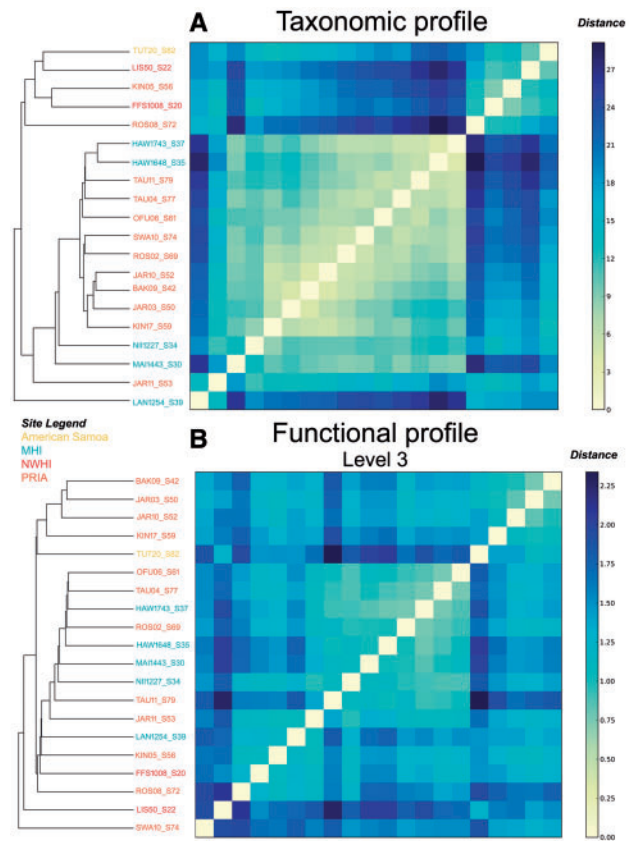 A
Taxonomic profile
Distance
TUT20_S82
LIS50_S22
KIN05_S56
FFS1008_S20
ROS08_S72
HAW1743_S37
HAW1648_S35
TAU11_S79
TAU04_S77
OFU06_S61
SWA10_S74
ROS02_S69
JAR10_S52
BAK09_S42
JAR03_S50
KIN17_S59
NII1227_S34
MAI1443_S30
JAR11_S53
LAN1254_S39
27
24
21
18
15
12
9
6
3
0
Site Legend
American Samoa
MHI
NWHI
PRIA
B
Functional profile
Level 3
Distance
BAK09_S42
JAR03_S50
JAR10_S52
KIN17_S59
TUT20_S82
OFU06_S61
TAU04_S77
HAW1743_S37
ROS02_S69
HAW1648_S35
MAI1443_S30
NII1227_S34
TAU11_S79
JAR11_S53
LAN1254_S39
KIN05_S56
FFS1008_S20
ROS08_S72
LIS50_S22
SWA10_S74
2.25
2.00
1.75
1.50
1.25
1.00
0.75
0.50
0.25
0.00